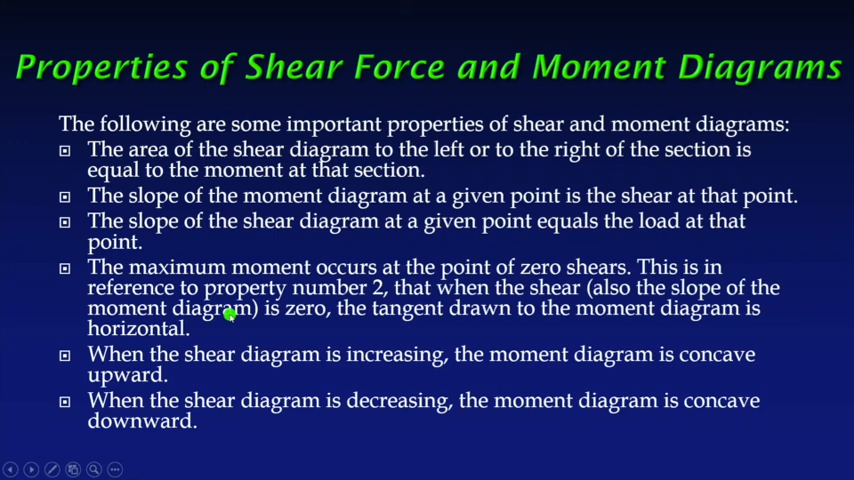 Properties of Shear Force and Moment Diagrams
The following are some important properties of shear and moment diagrams:
The area of the shear diagram to the left or to the right of the section is
equal to the moment at that section.
The slope of the moment diagram at a given point is the shear at that point.
The slope of the shear diagram at a given point equals the load at that
point.
The maximum moment occurs at the point of zero shears. This is in
reference to property number 2, that when the shear (also the slope of the
moment diagram) is zero, the tangent drawn to the moment diagram is
horizontal.
When the shear diagram is increasing, the moment diagram is concave
upward.
When the shear diagram is decreasing, the moment diagram is concave
downward.